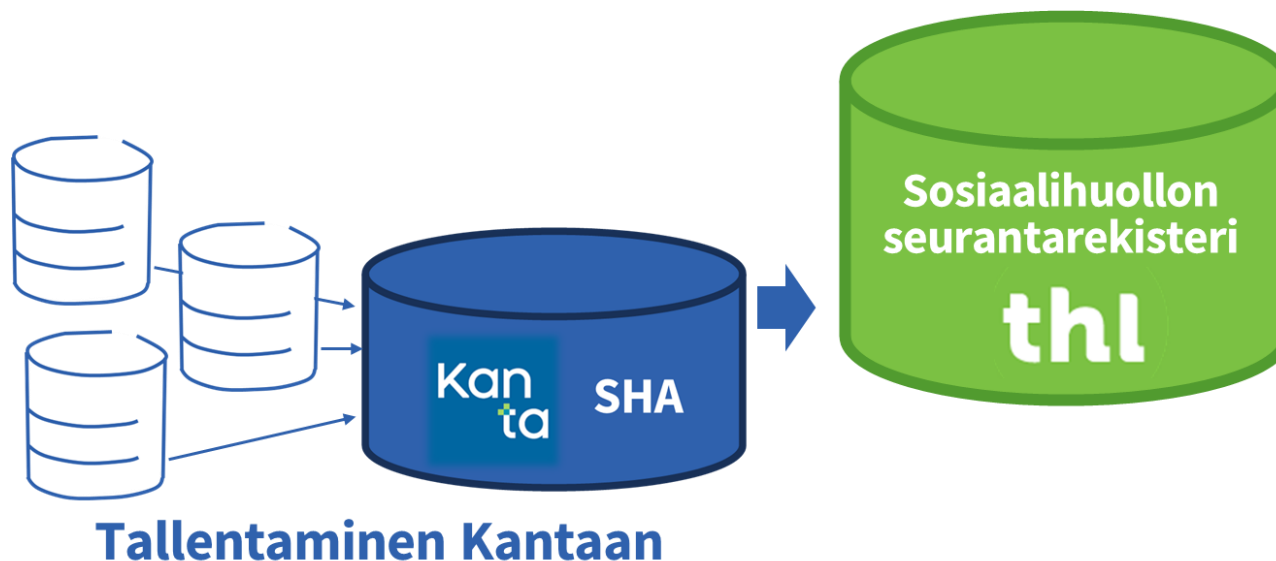 Sosiaalihuollon
seurantarekisteri
thl
Kan
ta
SHA
Tallentaminen Kantaan